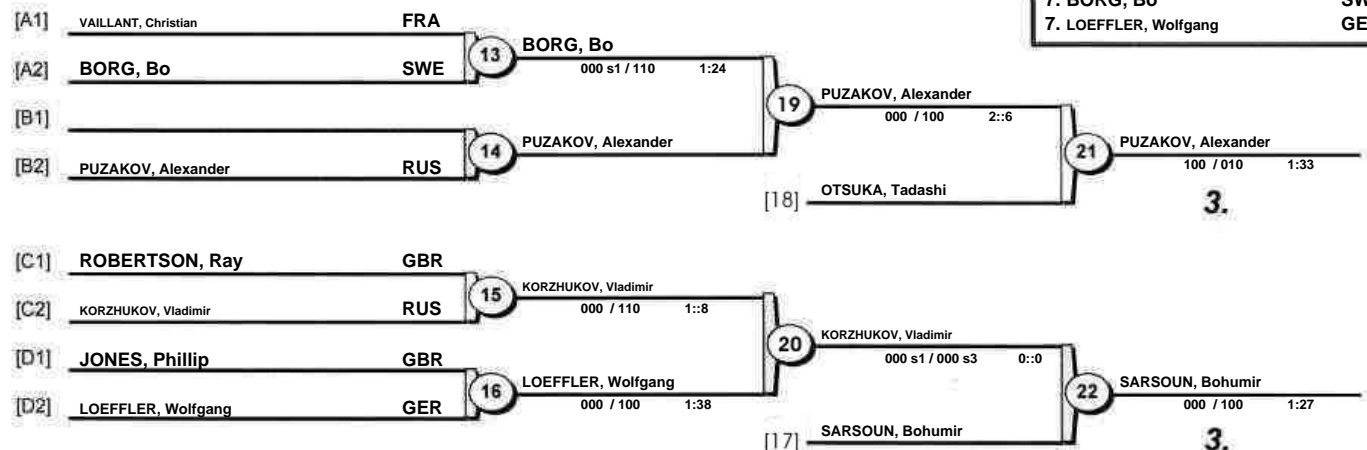 7. BORG, Bo SW
7. LOEFFLER, Wolfgang GE
[A1] VAILLANT, Christian FRA
[A2] BORG, Bo SWE
13 BORG, Bo
000 s1 / 110 1:24
[B1]
[B2] PUZAKOV, Alexander RUS
14 PUZAKOV, Alexander
19 PUZAKOV, Alexander
000 / 100 2::6
[18] OTSUKA, Tadashi
21 PUZAKOV, Alexander
100 / 010 1:33
3.
[C1] ROBERTSON, Ray GBR
[C2] KORZHUKOV, Vladimir RUS
15 KORZHUKOV, Vladimir
000 / 110 1::8
[D1] JONES, Phillip GBR
[D2] LOEFFLER, Wolfgang GER
16 LOEFFLER, Wolfgang
000 / 100 1:38
20 KORZHUKOV, Vladimir
000 s1 / 000 s3 0::0
[17] SARSOUN, Bohumir
22 SARSOUN, Bohumir
000 / 100 1:27
3.